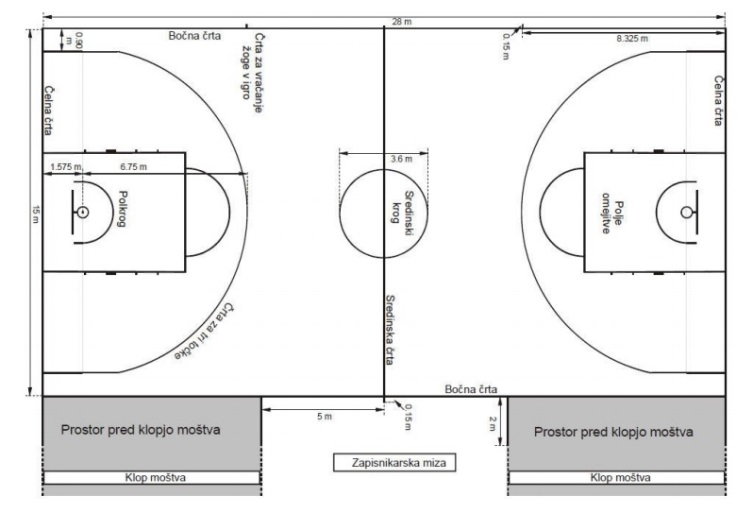 28 m
Bočna črta
0.90
m
Črta za vračanje
žoge v igro
0.15 m
8.325 m
Čelna črta
Čelna črta
1.575 m
6.75 m
3.6 m
15 m
Polkrog
Sredinski
krog
Polje
omejitve
Črta za tri točke
Sredinska črta
Bočna črta
5 m
0.15 m
2 m
Prostor pred klopjo moštva
Prostor pred klopjo moštva
Zapisnikarska miza
Klop moštva
Klop moštva